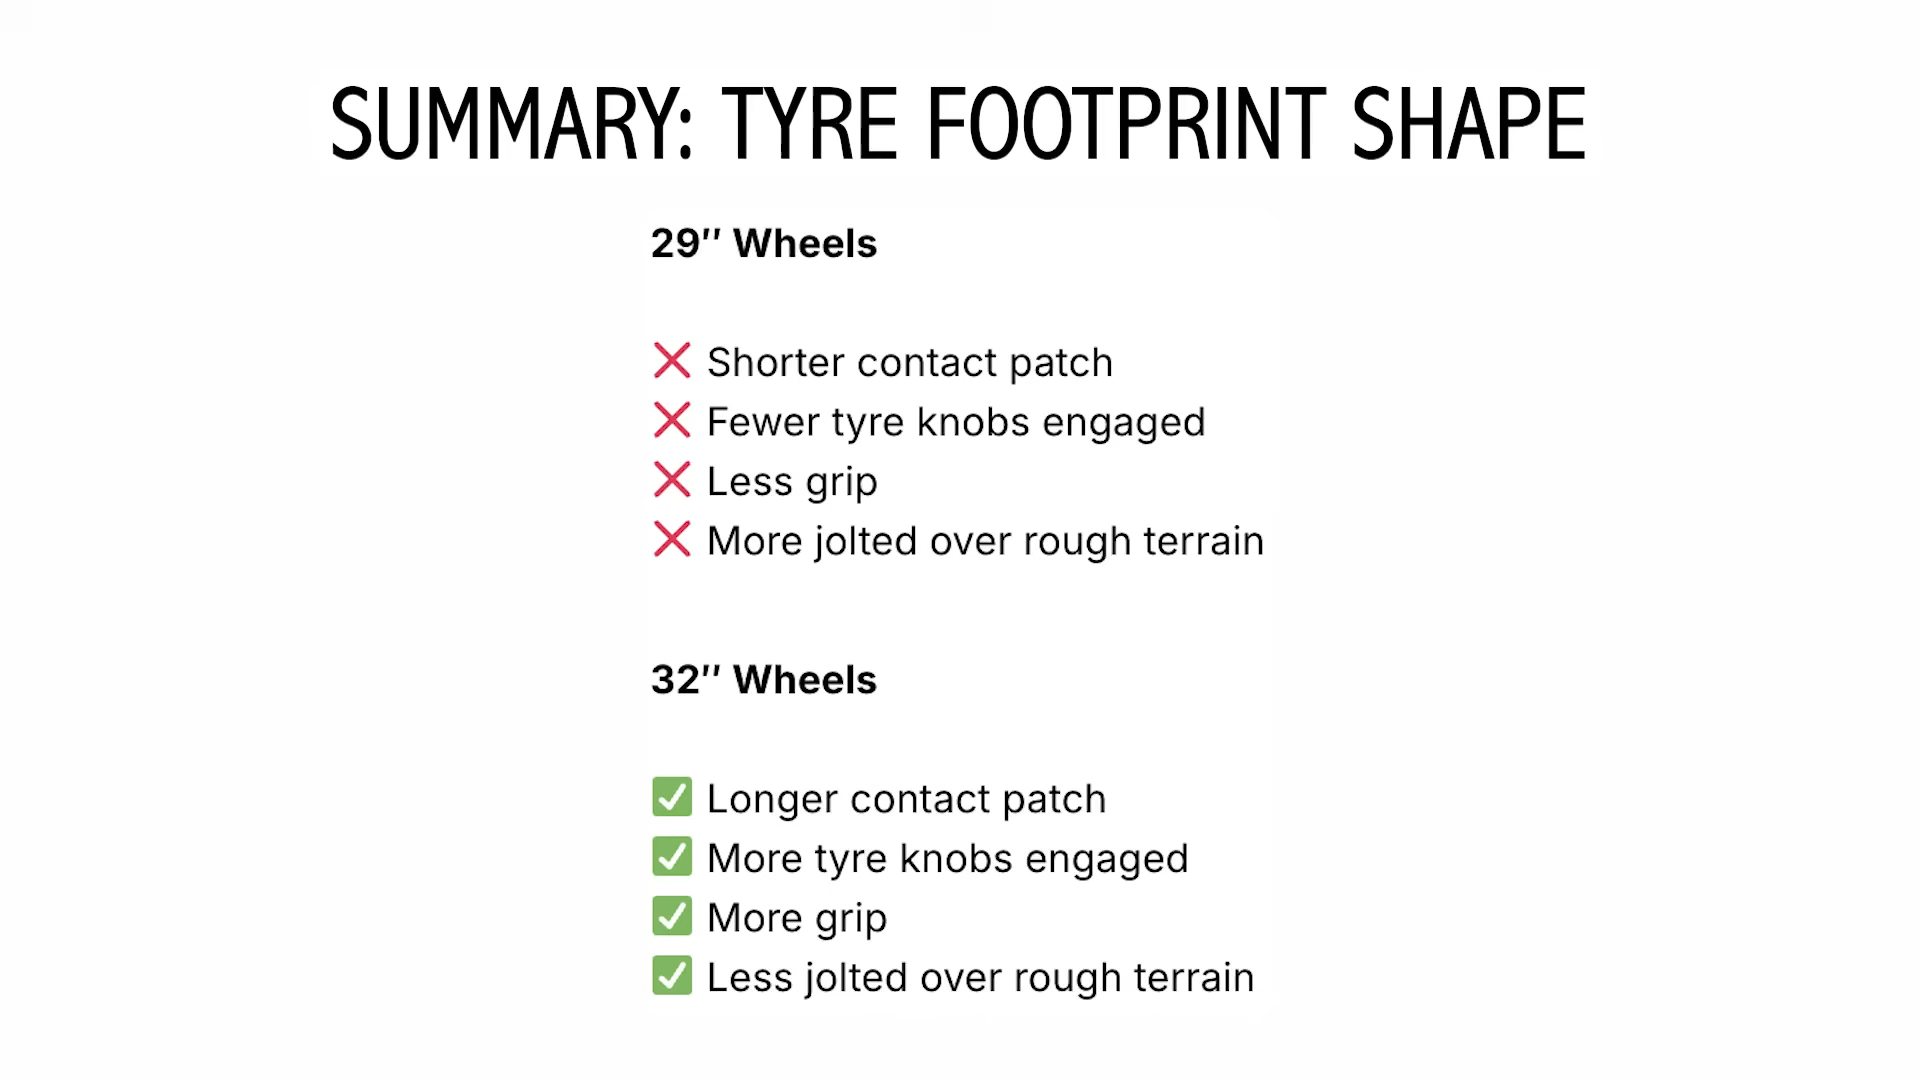 SUMMARY: TYRE FOOTPRINT SHAPE
29″ Wheels
❌ Shorter contact patch
❌ Fewer tyre knobs engaged
❌ Less grip
❌ More jolted over rough terrain
32″ Wheels
✅ Longer contact patch
✅ More tyre knobs engaged
✅ More grip
✅ Less jolted over rough terrain